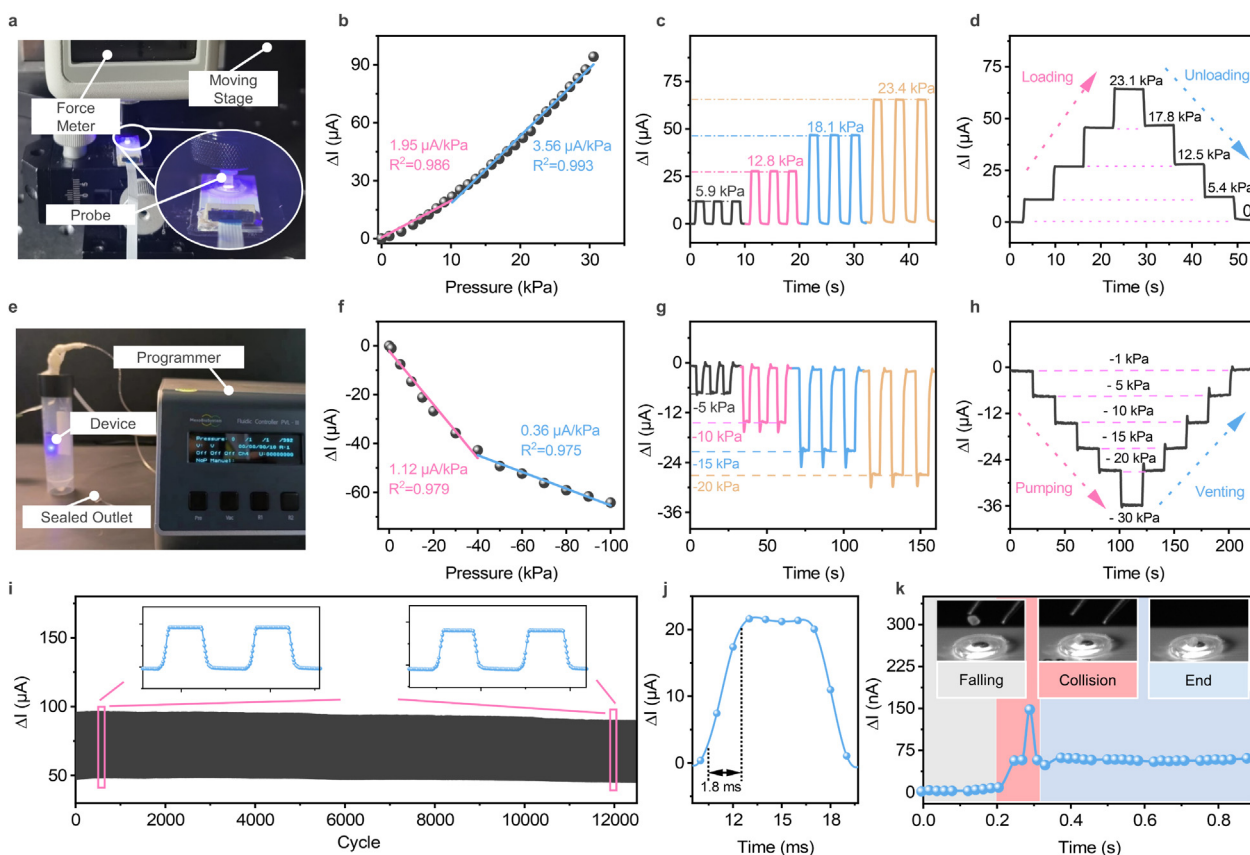 a
Force
Meter
Moving
Stage
Probe
b
ΔI (μA)
90
60
30
0
1.95 μA/kPa
R²=0.986
3.56 μA/kPa
R²=0.993
0
10
20
30
Pressure (kPa)
c
ΔI (μA)
100
75
50
25
0
5.9 kPa
12.8 kPa
18.1 kPa
23.4 kPa
0
10
20
30
40
Time (s)
d
ΔI (μA)
75
50
25
0
Loading
Unloading
23.1 kPa
17.8 kPa
12.5 kPa
5.4 kPa
0
0
10
20
30
40
50
Time (s)
e
Programmer
Device
Sealed Outlet
f
ΔI (μA)
0
-20
-40
-60
1.12 μA/kPa
R²=0.979
0.36 μA/kPa
R²=0.975
0
-20
-40
-60
-80
-100
Pressure (kPa)
g
ΔI (μA)
0
-9
-18
-27
-36
-5 kPa
-10 kPa
-15 kPa
-20 kPa
0
50
100
150
Time (s)
h
ΔI (μA)
0
-9
-18
-27
-36
-1 kPa
- 5 kPa
- 10 kPa
- 15 kPa
- 20 kPa
- 30 kPa
Pumping
Venting
0
50
100
150
200
Time (s)
i
ΔI (μA)
150
100
50
0
2000
4000
6000
8000
10000
12000
Cycle
j
ΔI (μA)
20
10
0
1.8 ms
12
15
18
Time (ms)
k
ΔI (nA)
300
225
150
75
0
Falling
Collision
End
0.0
0.2
0.4
0.6
0.8
Time (s)